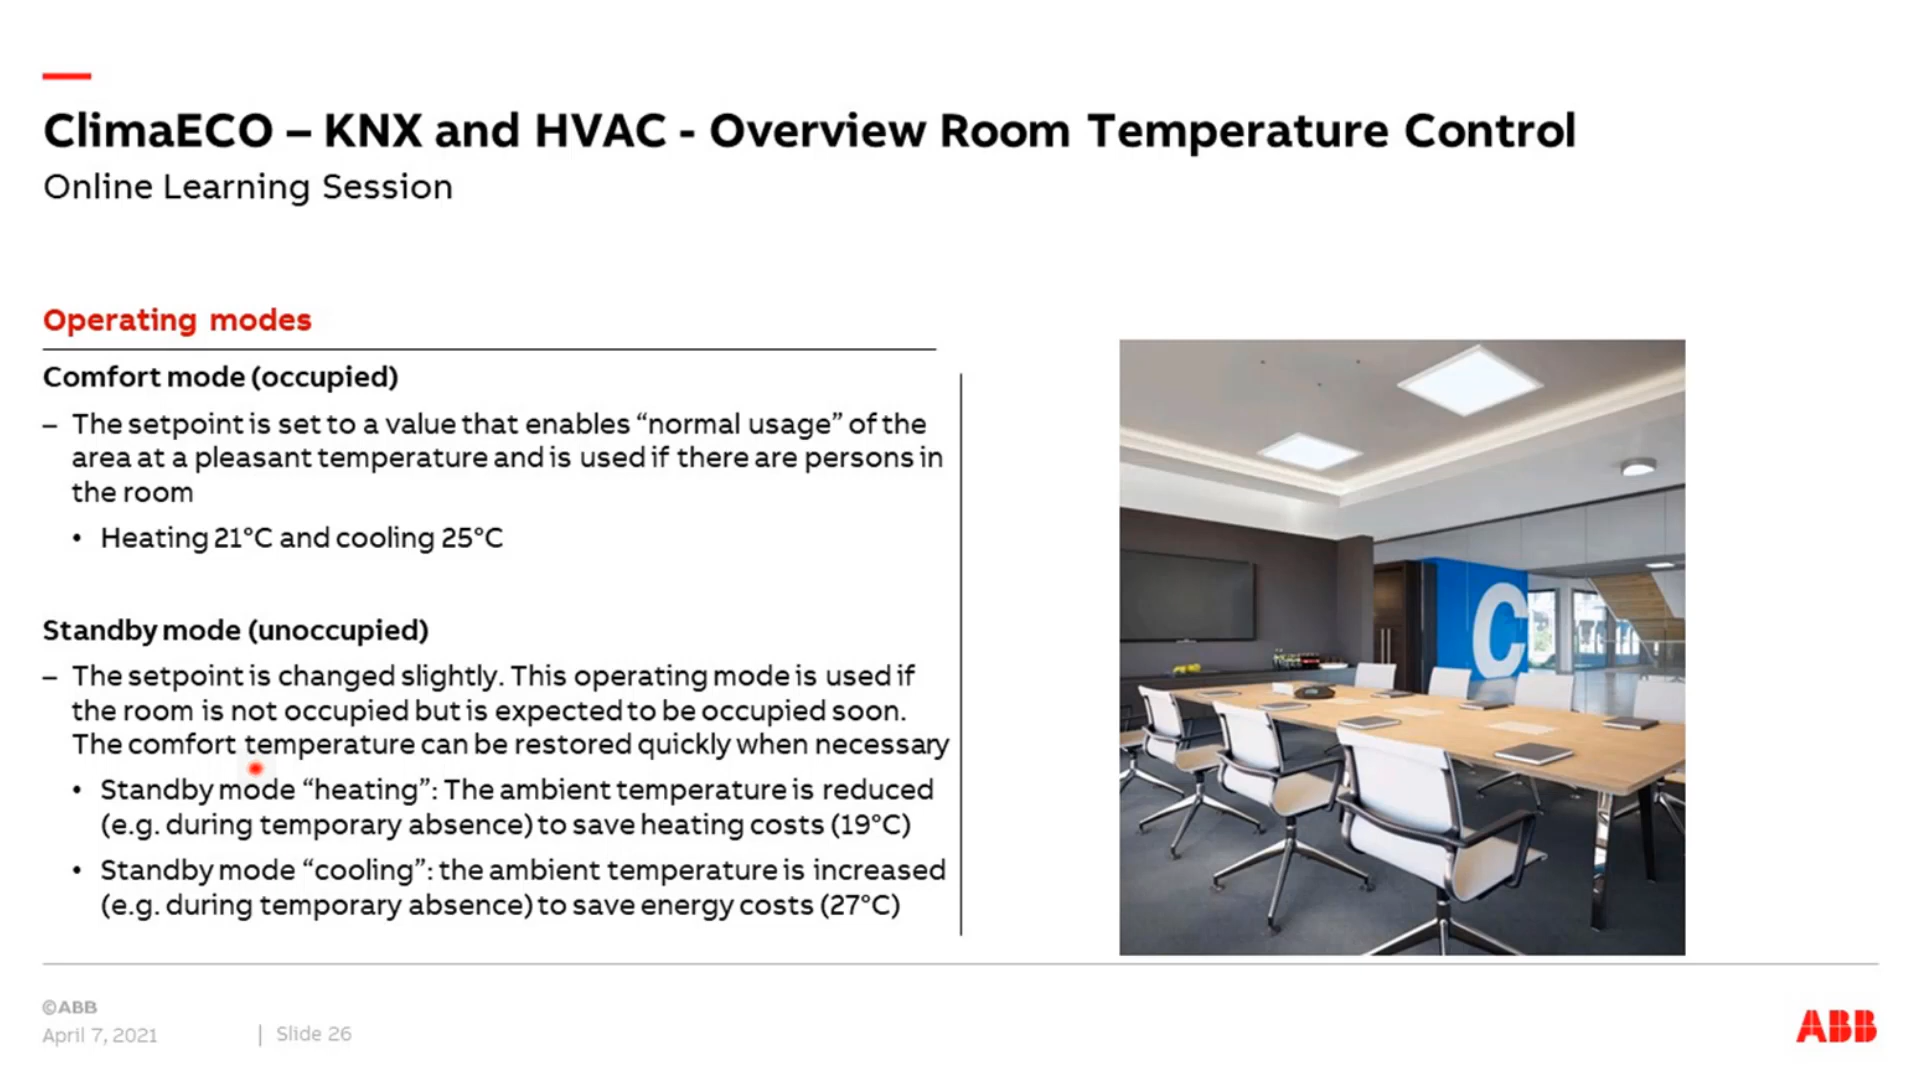 ClimaECO – KNX and HVAC - Overview Room Temperature Control
Online Learning Session
Operating modes
Comfort mode (occupied)
– The setpoint is set to a value that enables “normal usage” of the
area at a pleasant temperature and is used if there are persons in
the room
• Heating 21°C and cooling 25°C
Standby mode (unoccupied)
– The setpoint is changed slightly. This operating mode is used if
the room is not occupied but is expected to be occupied soon.
The comfort temperature can be restored quickly when necessary
• Standby mode “heating”: The ambient temperature is reduced
(e.g. during temporary absence) to save heating costs (19°C)
• Standby mode “cooling”: the ambient temperature is increased
(e.g. during temporary absence) to save energy costs (27°C)
C
©ABB
April 7, 2021 | Slide 26
ABB